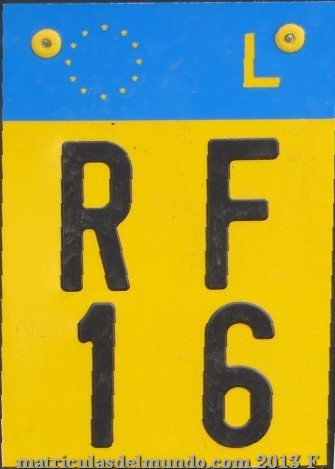 L
RF
16
matriculasdelmundo.com 2013 F